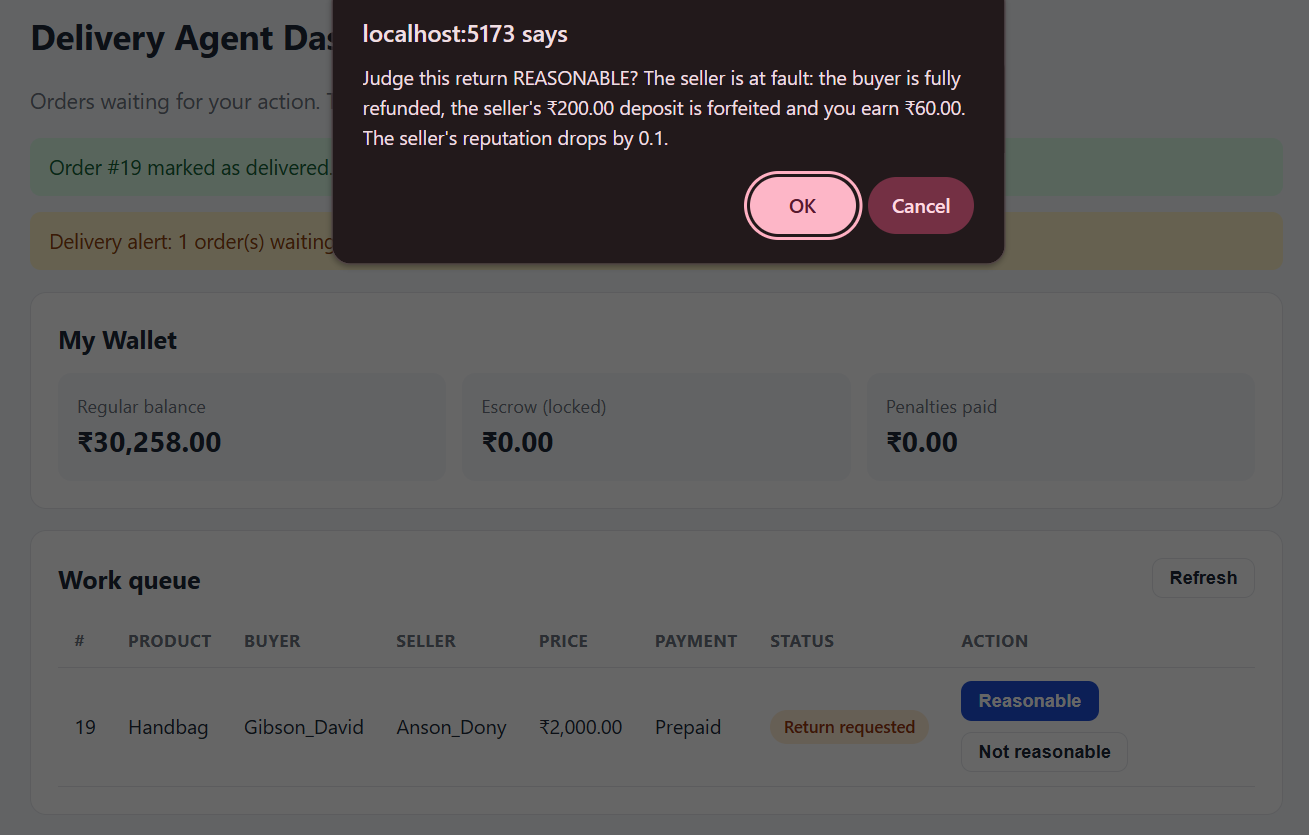 localhost:5173 says
Judge this return REASONABLE? The seller is at fault: the buyer is fully
refunded, the seller's ₹200.00 deposit is forfeited and you earn ₹60.00.
The seller's reputation drops by 0.1.
OK
Cancel
Delivery Agent Das
Orders waiting for your action.
Order #19 marked as delivered.
Delivery alert: 1 order(s) waiting
My Wallet
Regular balance
₹30,258.00
Escrow (locked)
₹0.00
Penalties paid
₹0.00
Work queue
Refresh
# PRODUCT BUYER SELLER PRICE PAYMENT STATUS ACTION
19 Handbag Gibson_David Anson_Dony ₹2,000.00 Prepaid Return requested
Reasonable
Not reasonable